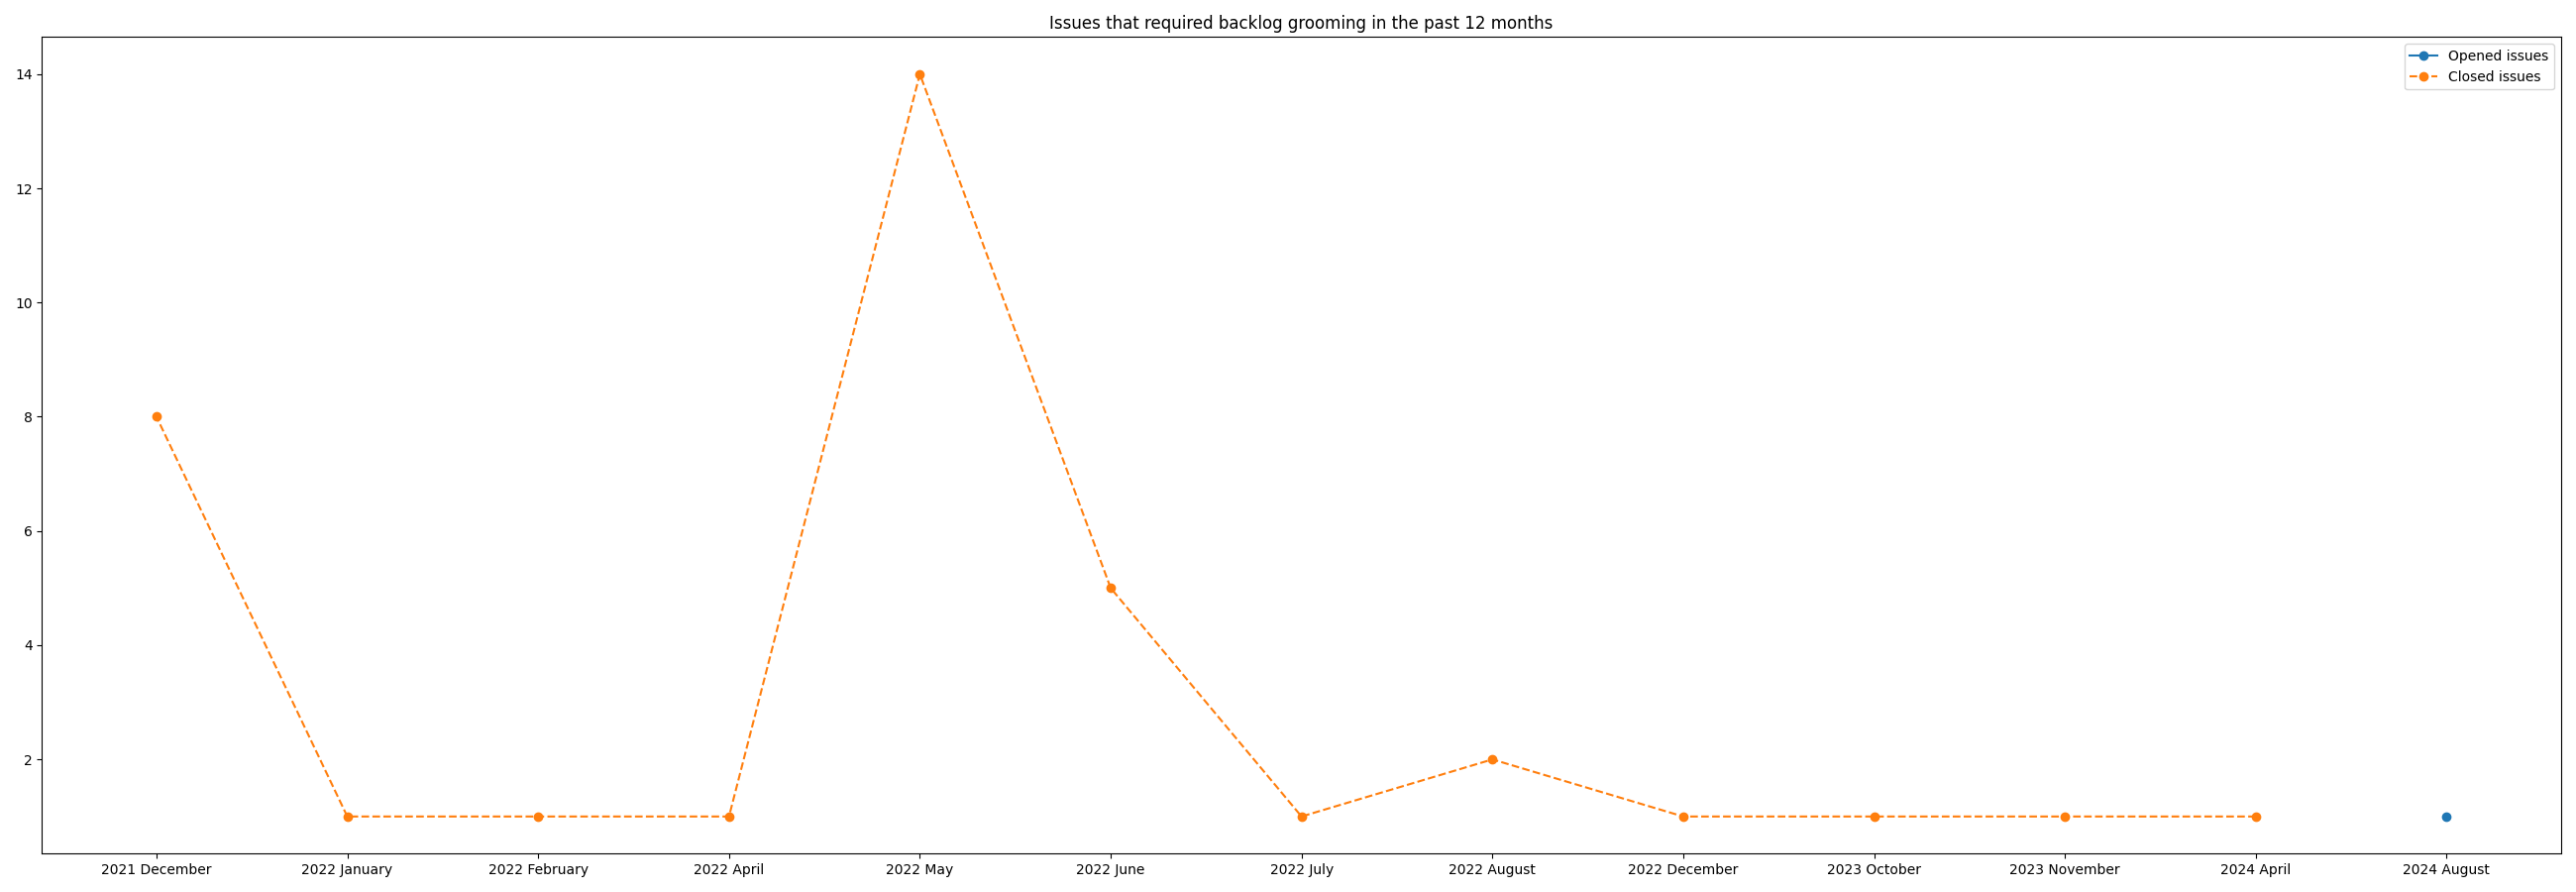 Issues that required backlog grooming in the past 12 months
Opened issues
Closed issues
14
12
10
8
6
4
2
2021 December 2022 January 2022 February 2022 April 2022 May 2022 June 2022 July 2022 August 2022 December 2023 October 2023 November 2024 April 2024 August